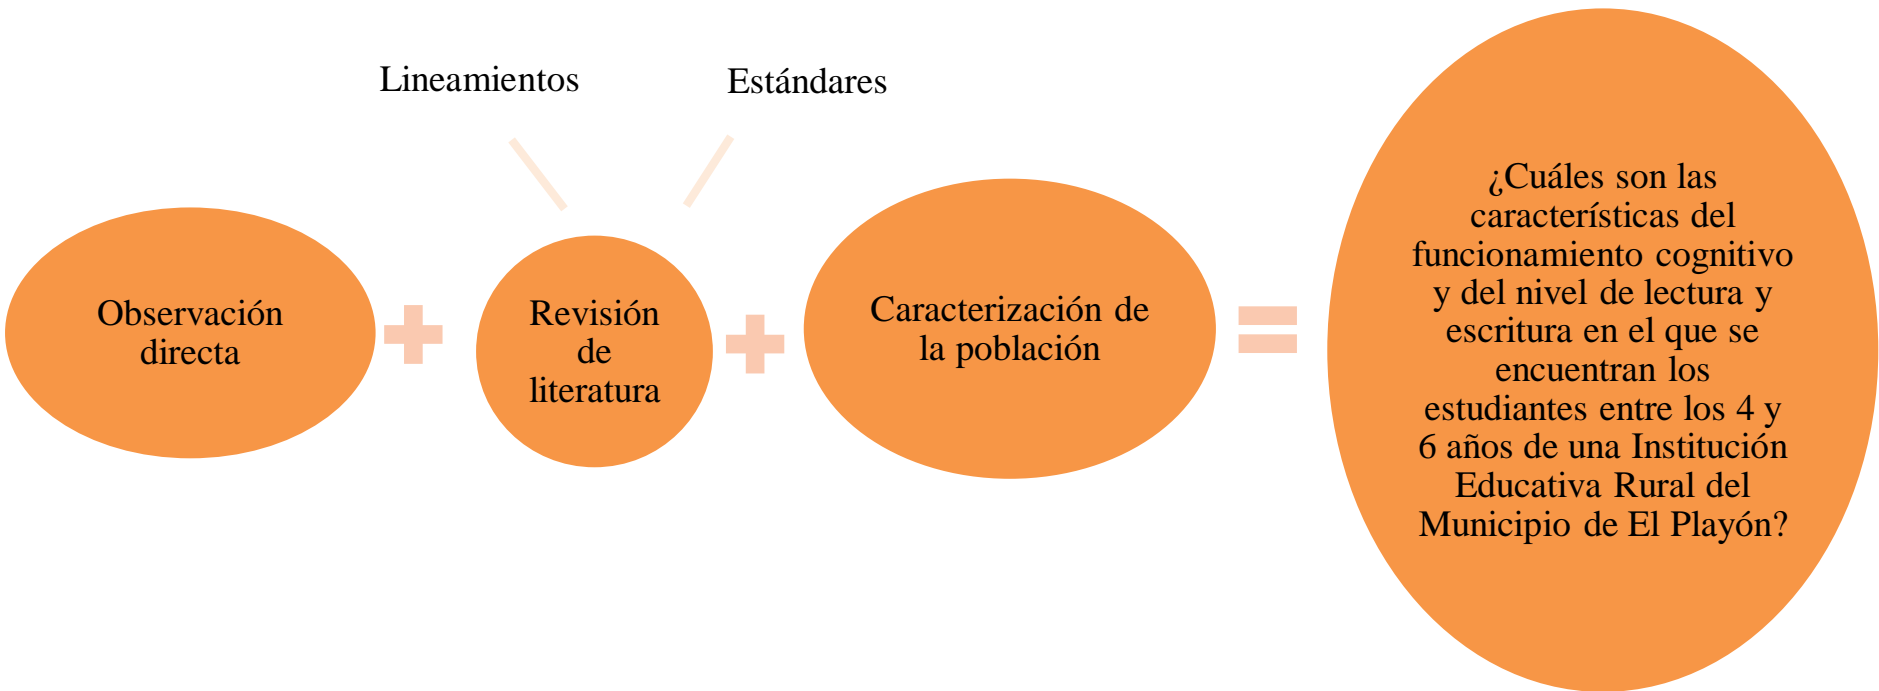 Lineamientos
Estándares
Observación
directa
Revisión
de
literatura
Caracterización de
la población
¿Cuáles son las
características del
funcionamiento cognitivo
y del nivel de lectura y
escritura en el que se
encuentran los
estudiantes entre los 4 y
6 años de una Institución
Educativa Rural del
Municipio de El Playón?